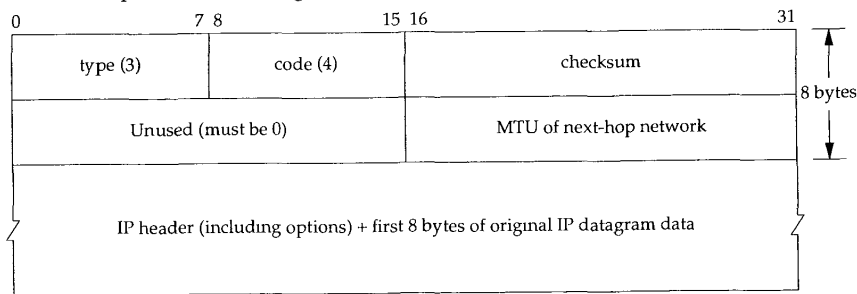 0 7 8 15 16 31
type (3) code (4) checksum
8 bytes
Unused (must be 0) MTU of next-hop network
IP header (including options) + first 8 bytes of original IP datagram data